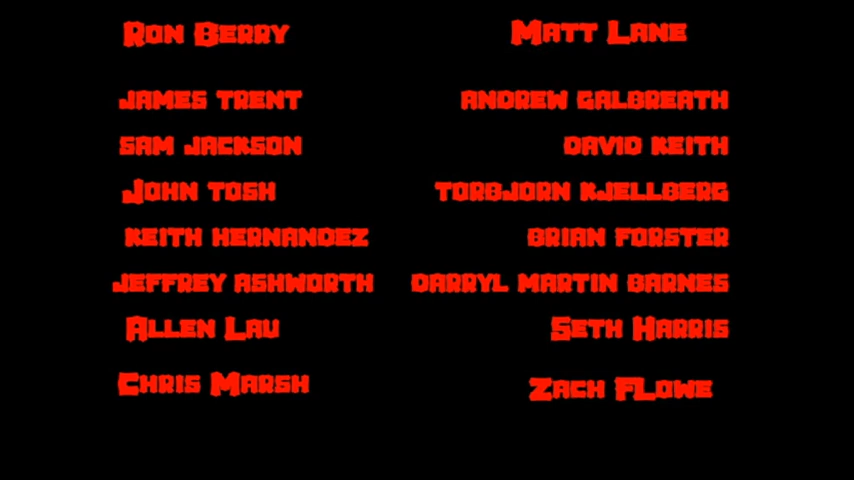 Ron Berry Matt Lane
JAMES TRENT ANDREW GALBREATH
SAM JACKSON DAVID KEITH
John Tosh TORBJORN KJELLBERG
KEITH HERNANDEZ BRIAN FORSTER
JEFFREY ASHWORTH DARRYL MARTIN BARNES
Allen Lau Seth Harris
Chris Marsh Zach FLowe